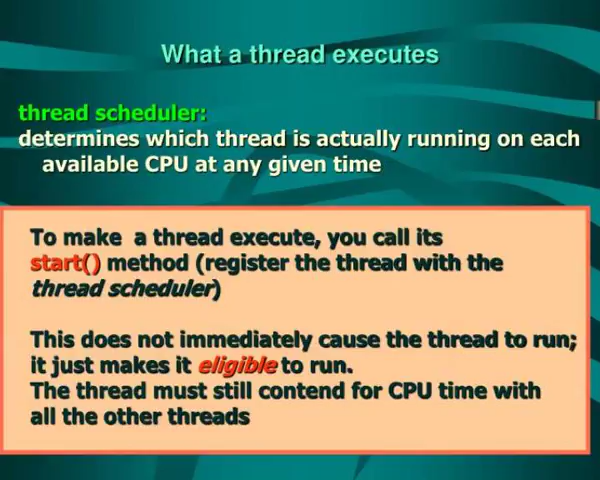 What a thread executes
thread scheduler:
determines which thread is actually running on each
available CPU at any given time
To make a thread execute, you call its
start() method (register the thread with the
thread scheduler)
This does not immediately cause the thread to run;
it just makes it eligible to run.
The thread must still contend for CPU time with
all the other threads